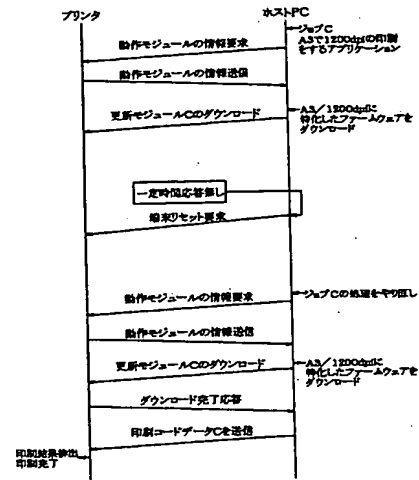 プリンタ
ホストPC
ジョブC
A3で1200dpiの印刷
をするアプリケーション
動作モジュールの情報要求
動作モジュールの情報送信
更新モジュールCのダウンロード
A3/1200dpiに
特化したファームウェアを
ダウンロード
一定時間応答無し
端末リセット要求
ジョブCの処理をやり直し
動作モジュールの情報要求
動作モジュールの情報送信
更新モジュールCのダウンロード
A3/1200dpiに
特化したファームウェアを
ダウンロード
ダウンロード完了応答
印刷コードデータCを送信
印刷結果排出
印刷完了